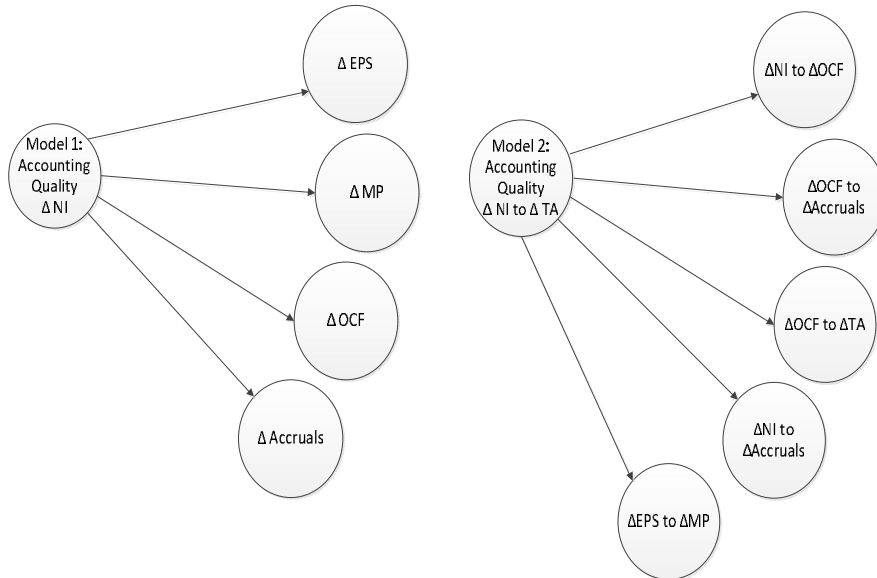 Model 1:
Accounting
Quality
Δ NI
Δ EPS
Δ MP
Δ OCF
Δ Accruals
Model 2:
Accounting
Quality
Δ NI to Δ TA
ΔNI to ΔOCF
ΔOCF to
ΔAccruals
ΔOCF to ΔTA
ΔNI to
ΔAccruals
ΔEPS to ΔMP